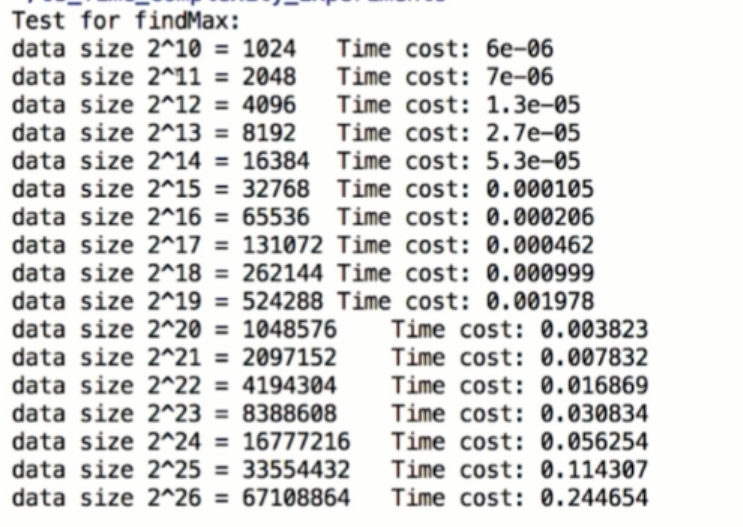 Test for findMax:
data size 2^10 = 1024 Time cost: 6e-06
data size 2^11 = 2048 Time cost: 7e-06
data size 2^12 = 4096 Time cost: 1.3e-05
data size 2^13 = 8192 Time cost: 2.7e-05
data size 2^14 = 16384 Time cost: 5.3e-05
data size 2^15 = 32768 Time cost: 0.000105
data size 2^16 = 65536 Time cost: 0.000206
data size 2^17 = 131072 Time cost: 0.000462
data size 2^18 = 262144 Time cost: 0.000999
data size 2^19 = 524288 Time cost: 0.001978
data size 2^20 = 1048576 Time cost: 0.003823
data size 2^21 = 2097152 Time cost: 0.007832
data size 2^22 = 4194304 Time cost: 0.016869
data size 2^23 = 8388608 Time cost: 0.030834
data size 2^24 = 16777216 Time cost: 0.056254
data size 2^25 = 33554432 Time cost: 0.114307
data size 2^26 = 67108864 Time cost: 0.244654